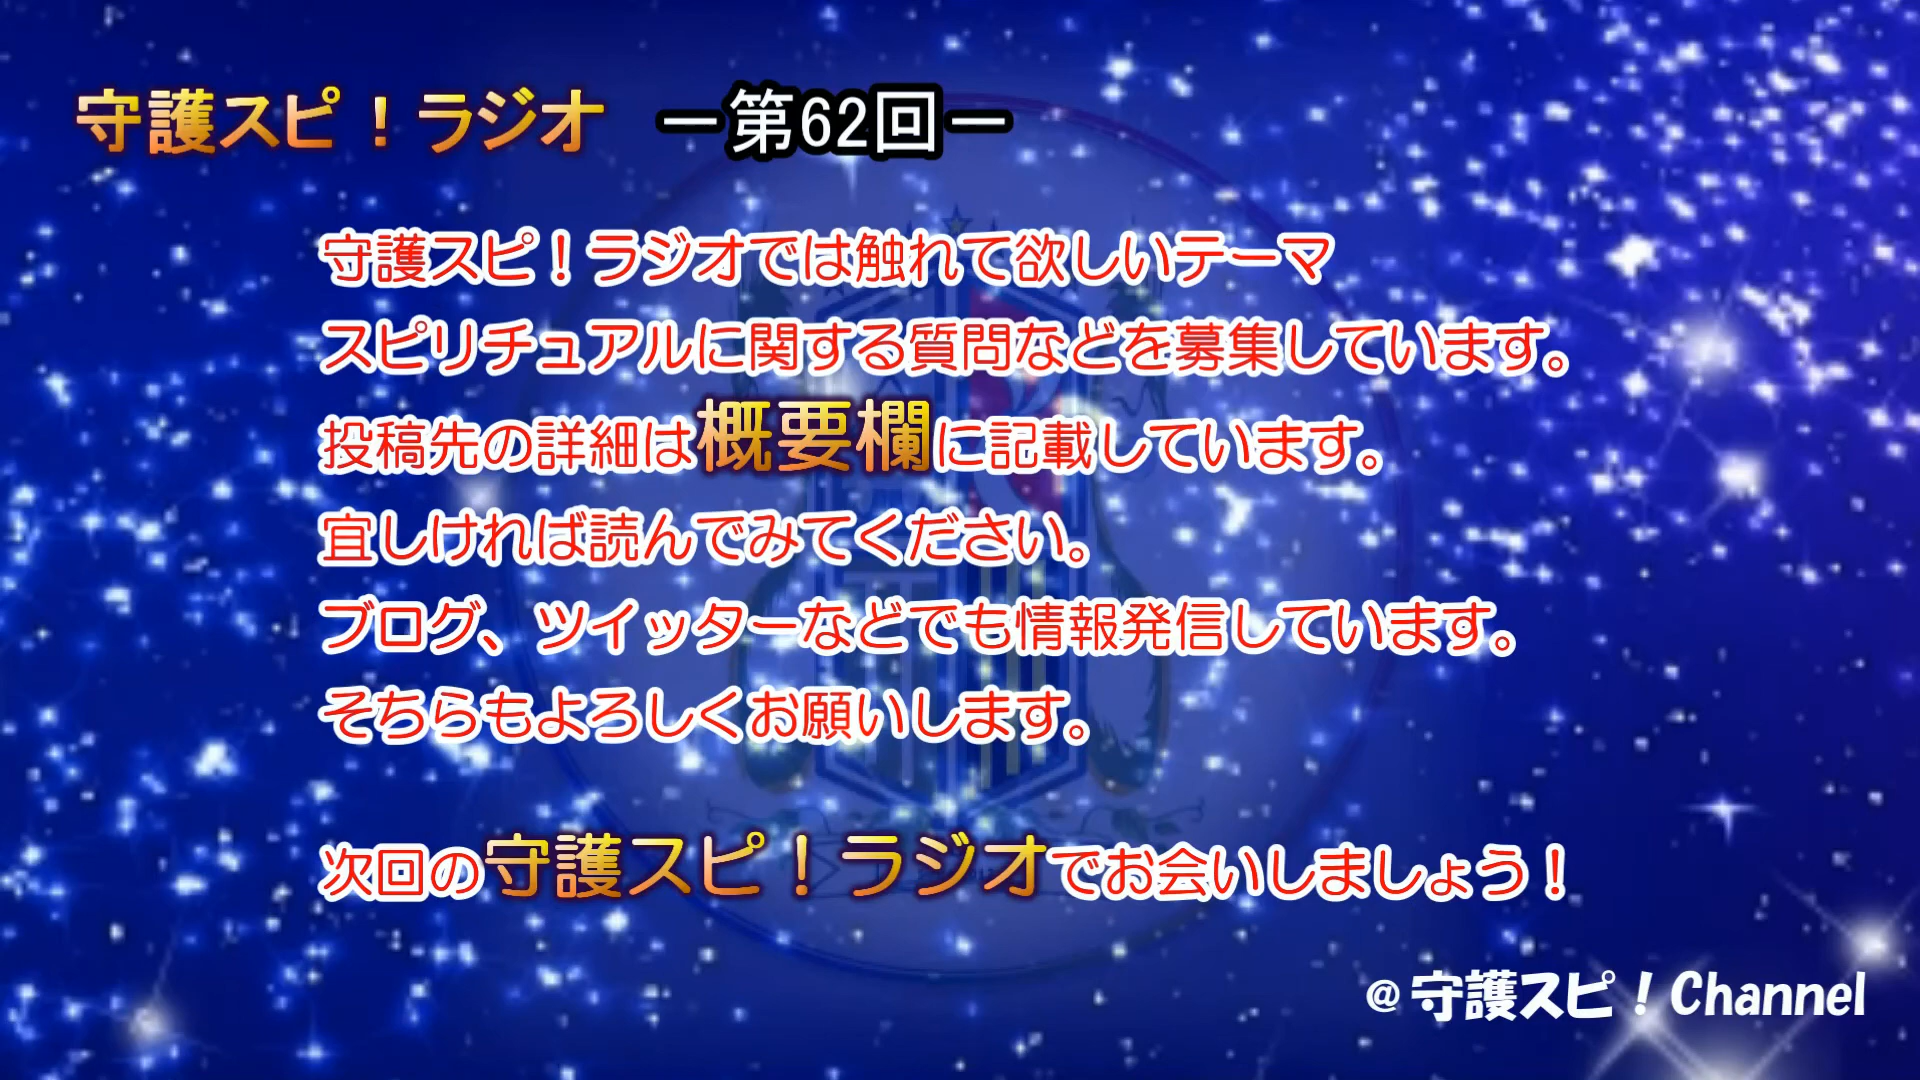 守護スピ！ラジオ　－第62回－
守護スピ！ラジオでは触れて欲しいテーマ
スピリチュアルに関する質問などを募集しています。
投稿先の詳細は概要欄に記載しています。
宜しければ読んでみてください。
ブログ、ツイッターなどでも情報発信しています。
そちらもよろしくお願いします。
次回の守護スピ！ラジオでお会いしましょう！
@守護スピ！Channel